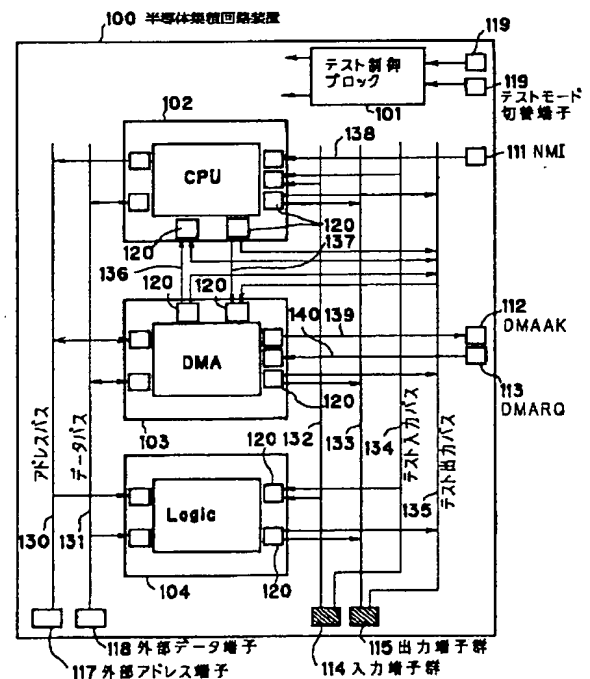 100 半導体集積回路装置
119
テスト制御
ブロック
101
119
テストモード
切替端子
102
138
CPU
111 NMI
120
120
137
136
120
120
139
140
112
DMAAK
DMA
113
DMARQ
120
103
132
133
134
テスト入力バス
135
テスト出力バス
アドレスバス
データバス
120
Logic
130
131
120
104
118 外部データ端子
115 出力端子群
117 外部アドレス端子
114 入力端子群